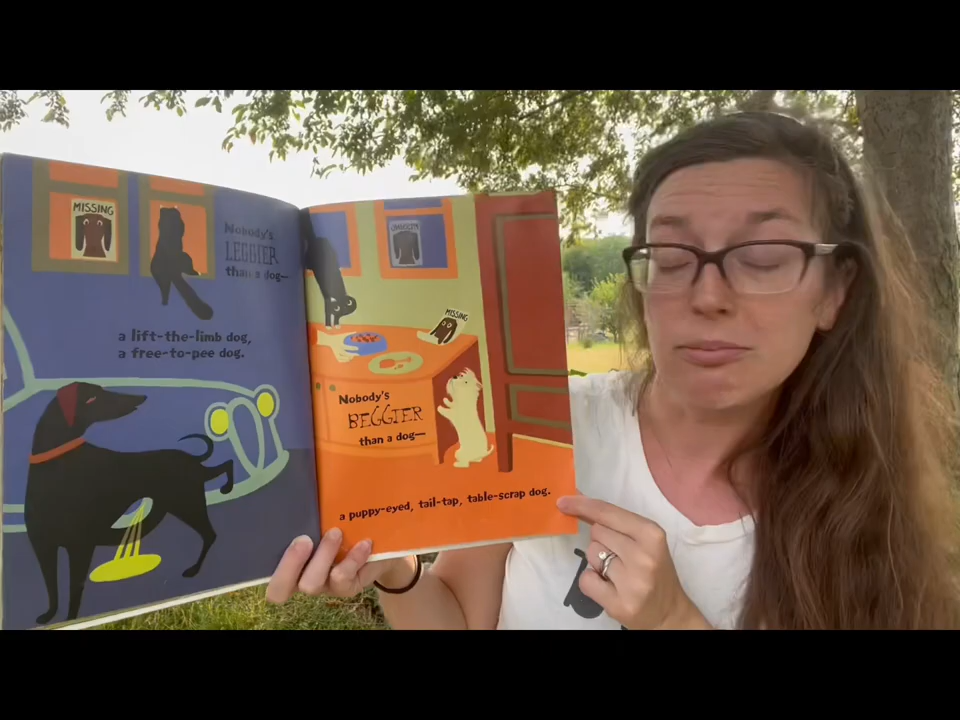 MISSING
Nobody's
LEGGIER
than a dog—
a lift-the-limb dog,
a free-to-pee dog.
MISSING
Nobody's
BEGGIER
than a dog—
a puppy-eyed, tail-tap, table-scrap dog.